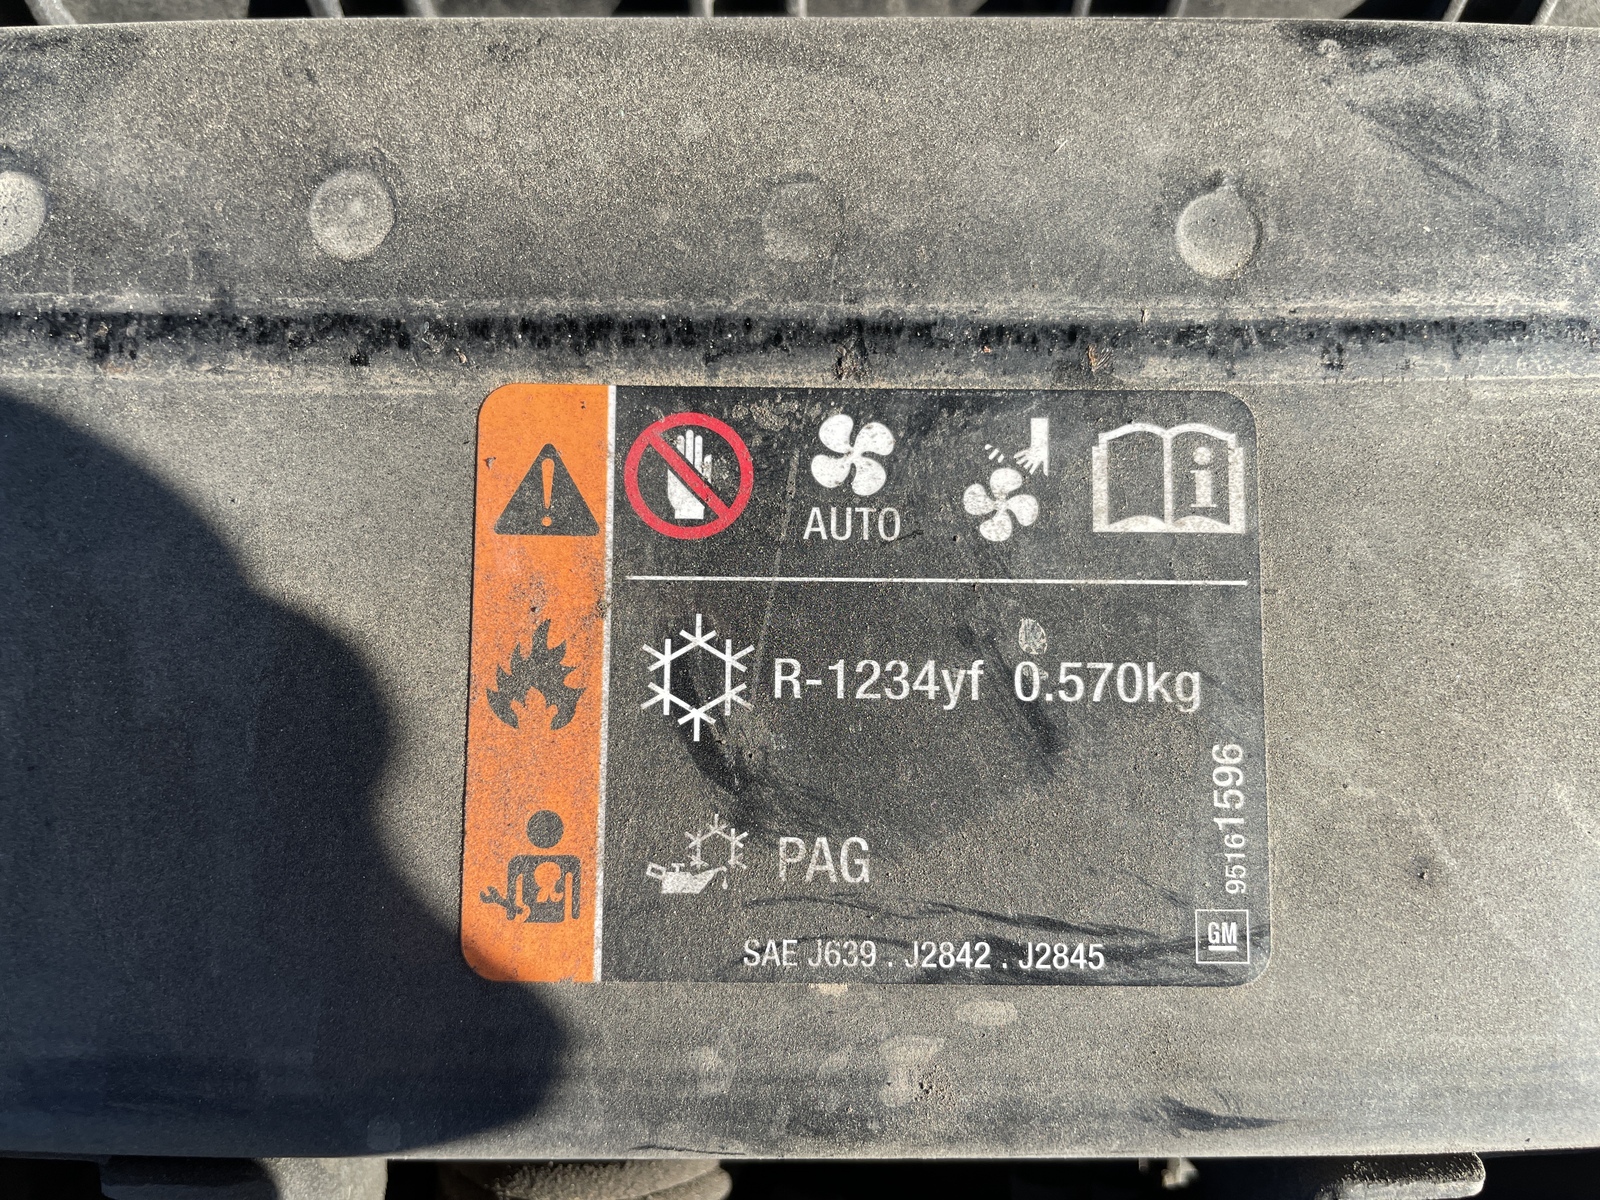 AUTO
R-1234yf 0.570kg
PAG
SAE J639 . J2842 . J2845
95161596
GM